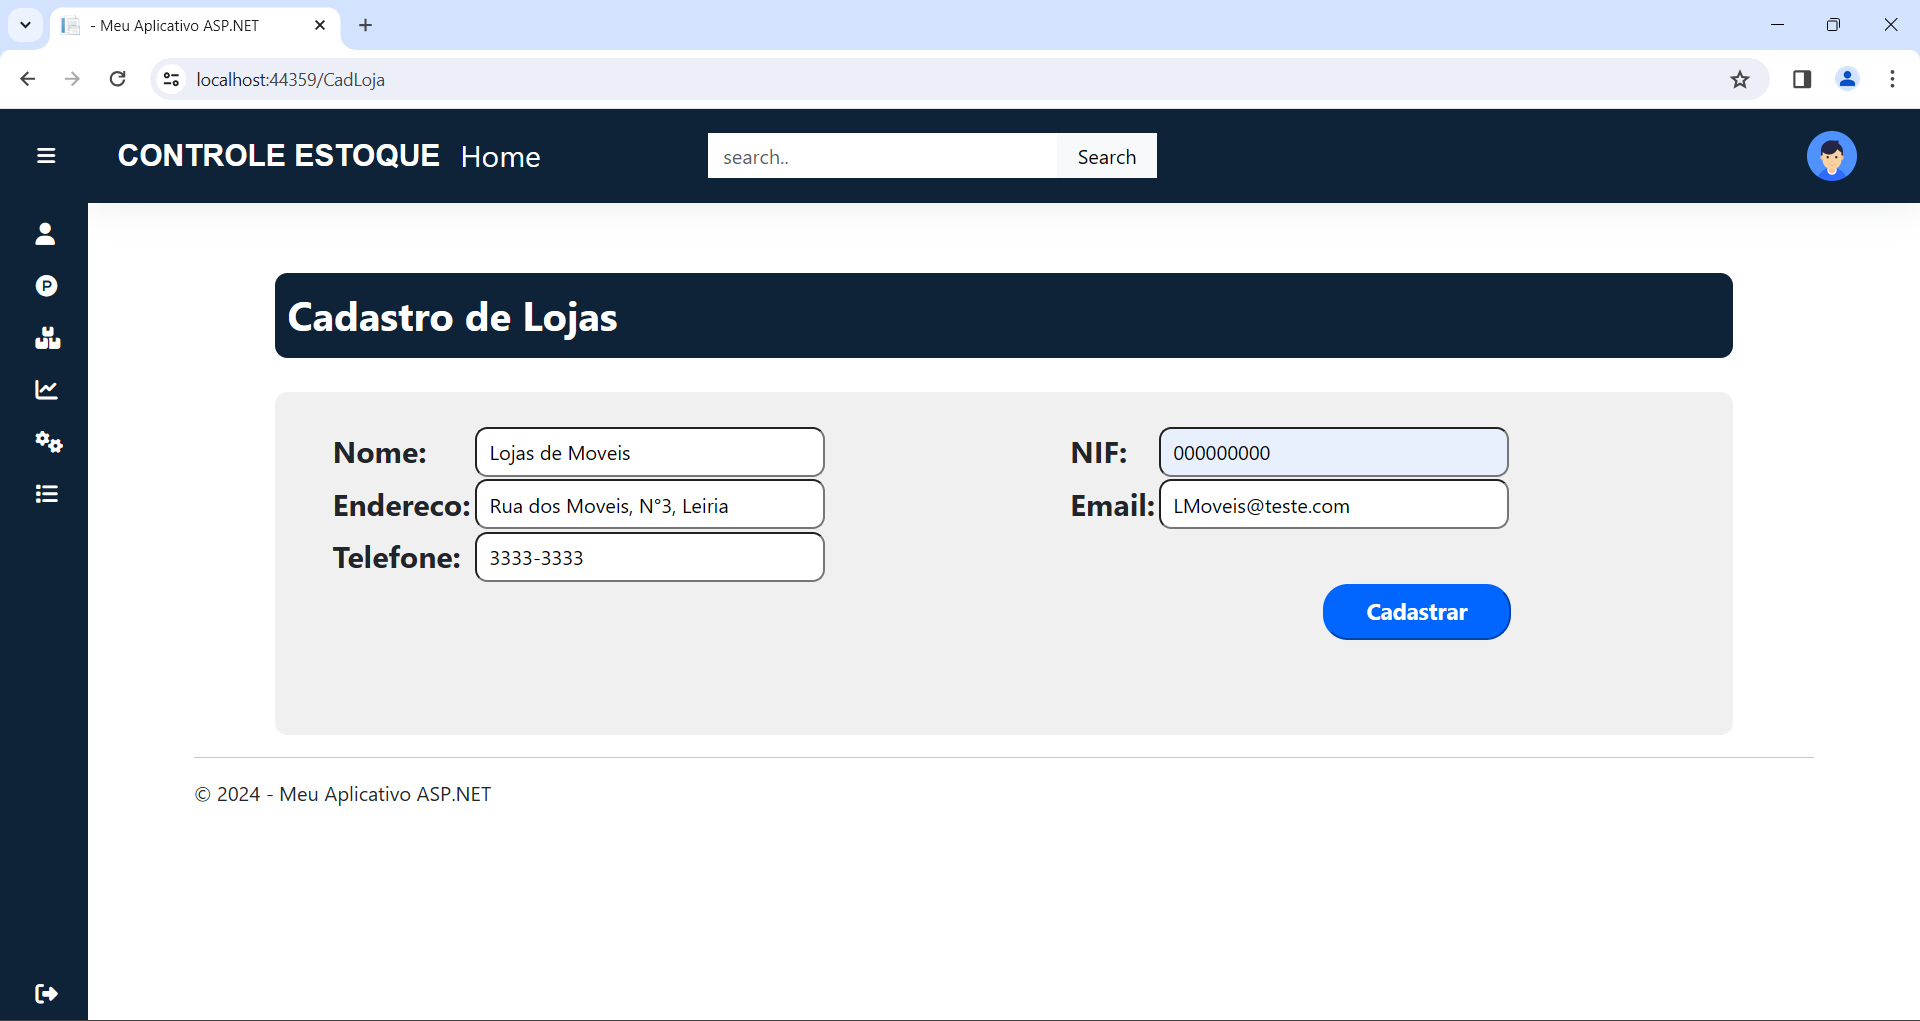 - Meu Aplicativo ASP.NET
localhost:44359/CadLoja
CONTROLE ESTOQUE Home search.. Search
P
Cadastro de Lojas
Nome: Lojas de Moveis NIF: 000000000
Endereco: Rua dos Moveis, N°3, Leiria Email: LMoveis@teste.com
Telefone: 3333-3333
Cadastrar
© 2024 - Meu Aplicativo ASP.NET